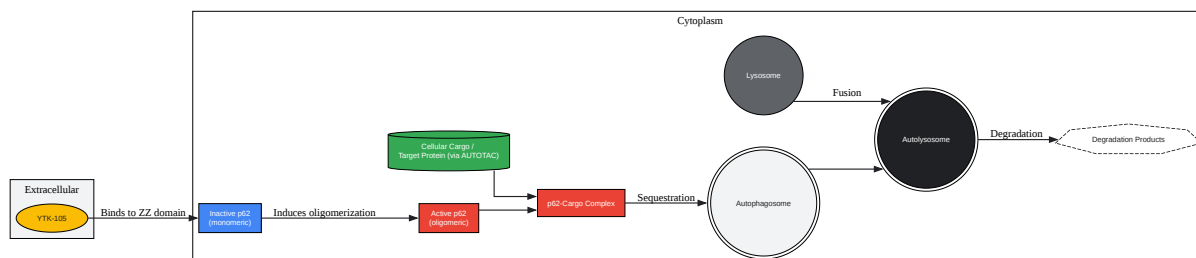 Cytoplasm
Lysosome
Fusion
Cellular Cargo /
Target Protein (via AUTOTAC)
Autolysosome
Degradation
Degradation Products
Extracellular
YTK-105
Binds to ZZ domain
Inactive p62
(monomeric)
Induces oligomerization
Active p62
(oligomeric)
p62-Cargo Complex
Sequestration
Autophagosome